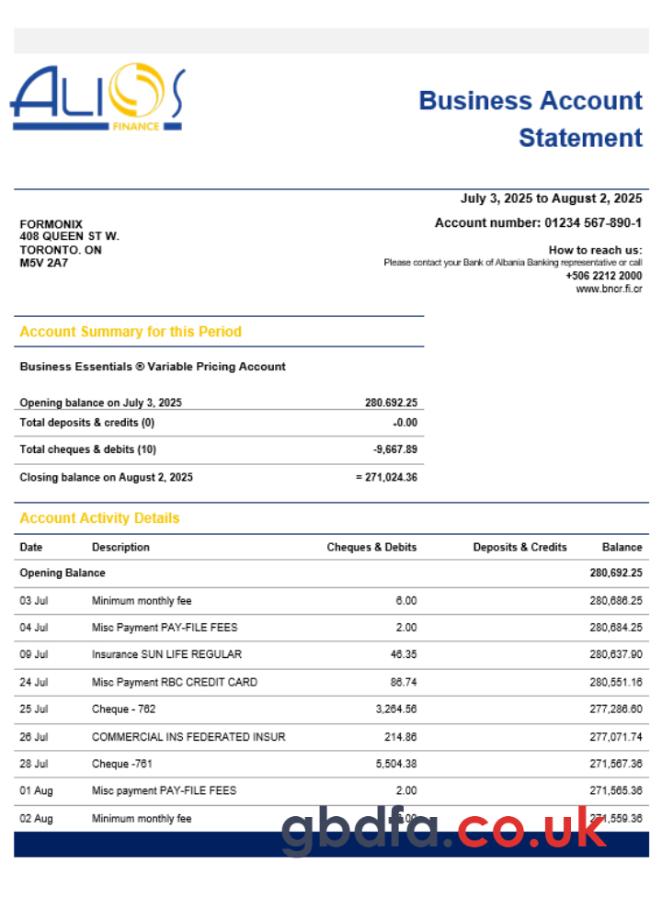 ALIOS
FINANCE
Business Account
Statement
July 3, 2025 to August 2, 2025
Account number: 01234 567-890-1
FORMONIX
408 QUEEN ST W.
TORONTO. ON
M5V 2A7
How to reach us:
Please contact your Bank of Albania Banking representative or call
+506 2212 2000
www.bncr.fi.cr
Account Summary for this Period
Business Essentials ® Variable Pricing Account
Opening balance on July 3, 2025 280.692.25
Total deposits & credits (0) -0.00
Total cheques & debits (10) -9,667.89
Closing balance on August 2, 2025 = 271,024.36
Account Activity Details
Date Description Cheques & Debits Deposits & Credits Balance
Opening Balance 280,692.25
03 Jul Minimum monthly fee 6.00 280,686.25
04 Jul Misc Payment PAY-FILE FEES 2.00 280,684.25
09 Jul Insurance SUN LIFE REGULAR 46.35 280,637.90
24 Jul Misc Payment RBC CREDIT CARD 86.74 280,551.16
25 Jul Cheque - 762 3,264.56 277,286.60
26 Jul COMMERCIAL INS FEDERATED INSUR 214.86 277,071.74
28 Jul Cheque -761 5,504.38 271,567.36
01 Aug Misc payment PAY-FILE FEES 2.00 271,565.36
02 Aug Minimum monthly fee 271,559.36
gbdfa.co.uk